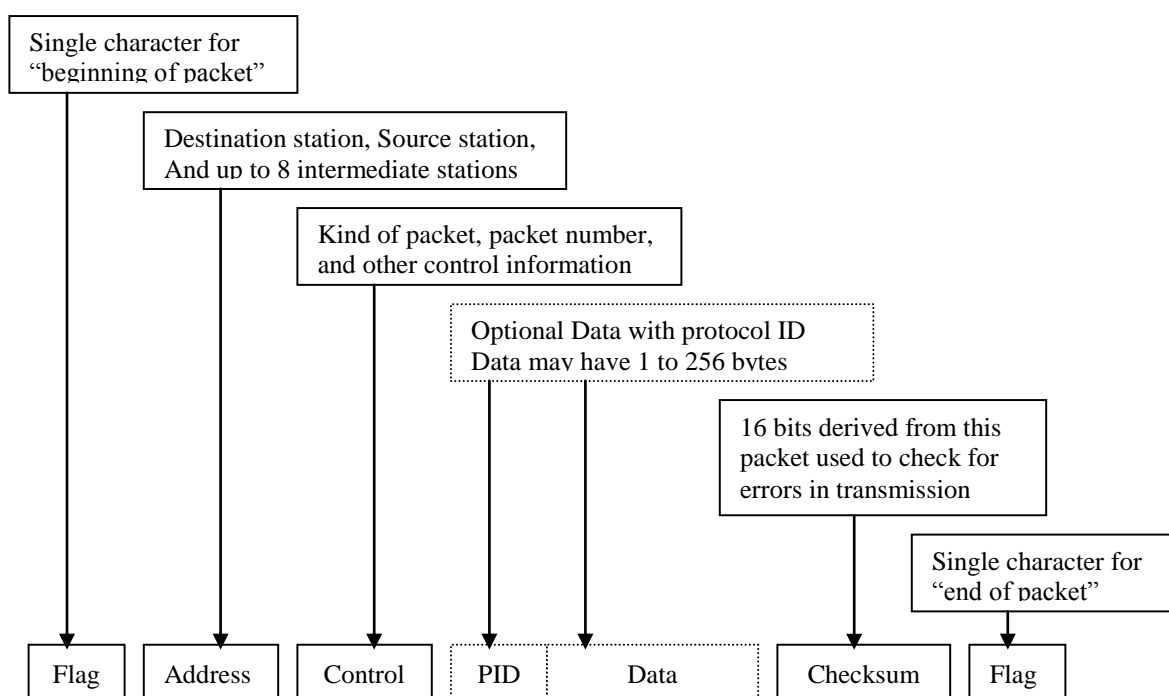 Single character for
“beginning of packet”
Destination station, Source station,
And up to 8 intermediate stations
Kind of packet, packet number,
and other control information
Optional Data with protocol ID
Data may have 1 to 256 bytes
16 bits derived from this
packet used to check for
errors in transmission
Single character for
“end of packet”
Flag Address Control PID Data Checksum Flag